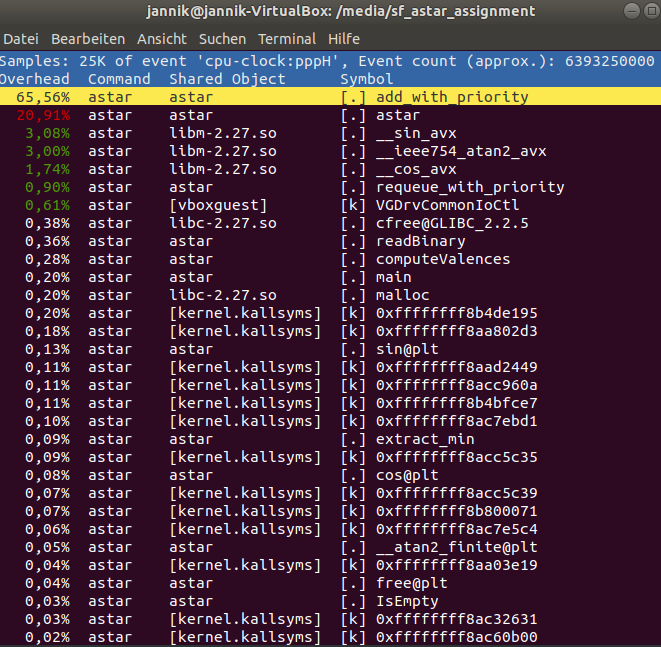 jannik@jannik-VirtualBox: /media/sf_astar_assignment
Datei Bearbeiten Ansicht Suchen Terminal Hilfe
Samples: 25K of event 'cpu-clock:pppH', Event count (approx.): 6393250000
Overhead Command Shared Object Symbol
65,56% astar astar [.] add_with_priority
20,91% astar astar [.] astar
3,08% astar libm-2.27.so [.] __sin_avx
3,00% astar libm-2.27.so [.] __ieee754_atan2_avx
1,74% astar libm-2.27.so [.] __cos_avx
0,90% astar astar [.] requeue_with_priority
0,61% astar [vboxguest] [k] VGDrvCommonIoCtl
0,38% astar libc-2.27.so [.] cfree@GLIBC_2.2.5
0,36% astar astar [.] readBinary
0,28% astar astar [.] computeValences
0,20% astar astar [.] main
0,20% astar libc-2.27.so [.] malloc
0,20% astar [kernel.kallsyms] [k] 0xffffffff8b4de195
0,18% astar [kernel.kallsyms] [k] 0xffffffff8aa802d3
0,13% astar astar [.] sin@plt
0,11% astar [kernel.kallsyms] [k] 0xffffffff8aad2449
0,11% astar [kernel.kallsyms] [k] 0xffffffff8acc960a
0,11% astar [kernel.kallsyms] [k] 0xffffffff8b4bfce7
0,10% astar [kernel.kallsyms] [k] 0xffffffff8ac7ebd1
0,09% astar astar [.] extract_min
0,09% astar [kernel.kallsyms] [k] 0xffffffff8acc5c35
0,08% astar astar [.] cos@plt
0,07% astar [kernel.kallsyms] [k] 0xffffffff8acc5c39
0,07% astar [kernel.kallsyms] [k] 0xffffffff8b800071
0,06% astar [kernel.kallsyms] [k] 0xffffffff8ac7e5c4
0,05% astar astar [.] __atan2_finite@plt
0,04% astar [kernel.kallsyms] [k] 0xffffffff8aa03e19
0,04% astar astar [.] free@plt
0,03% astar astar [.] IsEmpty
0,03% astar [kernel.kallsyms] [k] 0xffffffff8ac32631
0,02% astar [kernel.kallsyms] [k] 0xffffffff8ac60b00